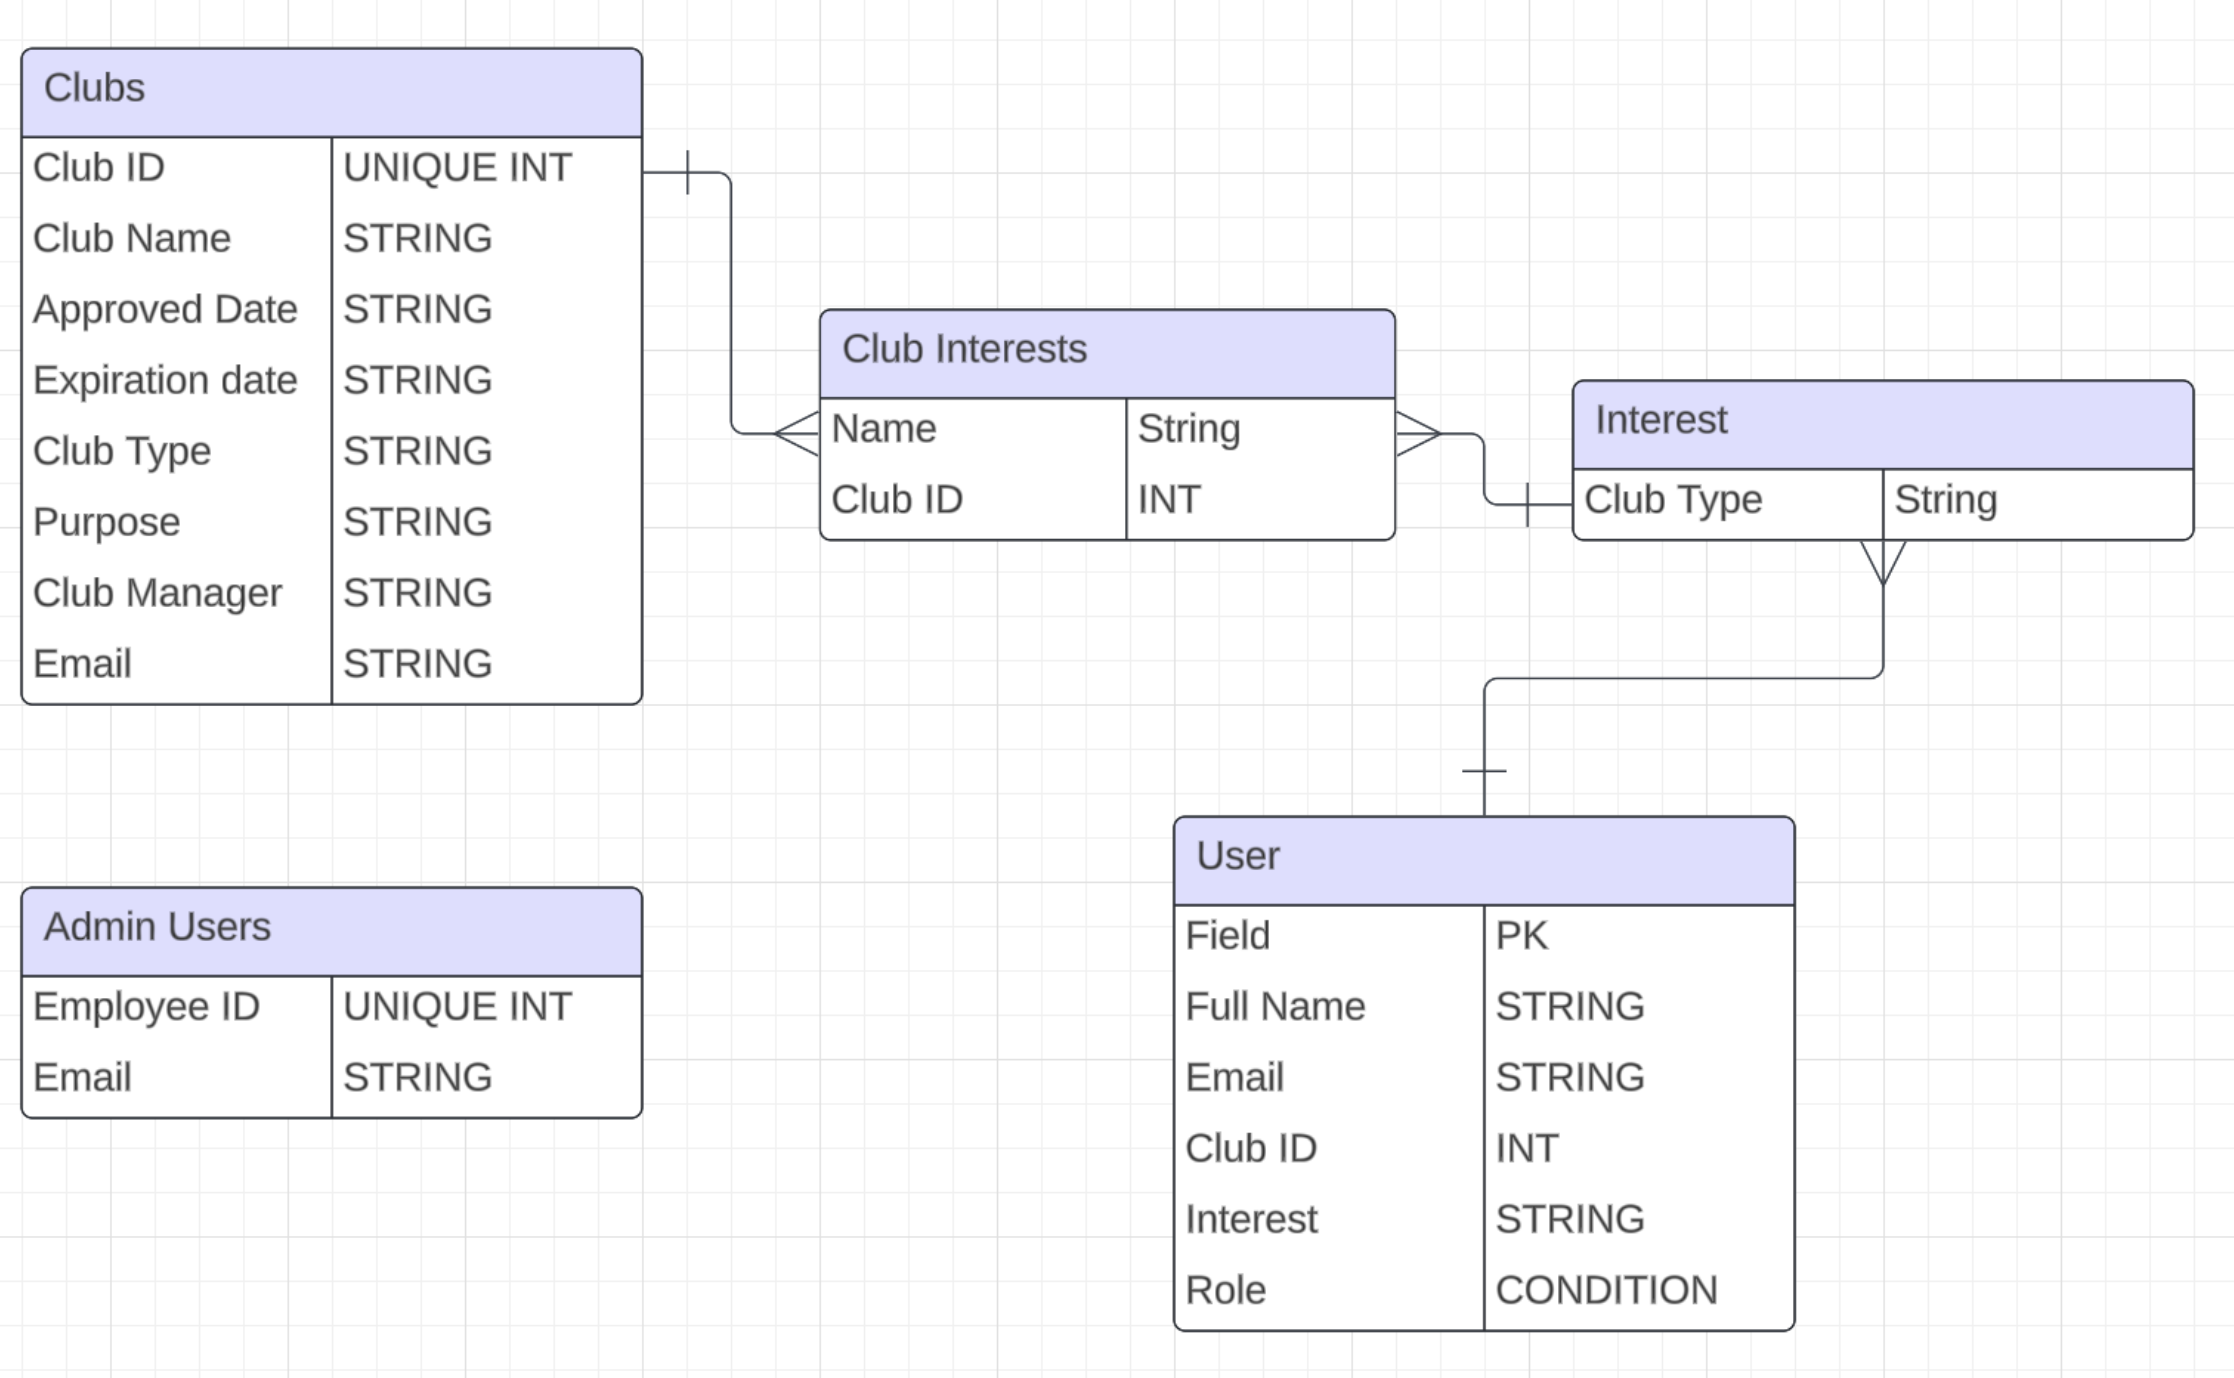 Clubs
Club ID UNIQUE INT
Club Name STRING
Approved Date STRING
Expiration date STRING
Club Type STRING
Purpose STRING
Club Manager STRING
Email STRING
Club Interests
Name String
Club ID INT
Interest
Club Type String
Admin Users
Employee ID UNIQUE INT
Email STRING
User
Field PK
Full Name STRING
Email STRING
Club ID INT
Interest STRING
Role CONDITION